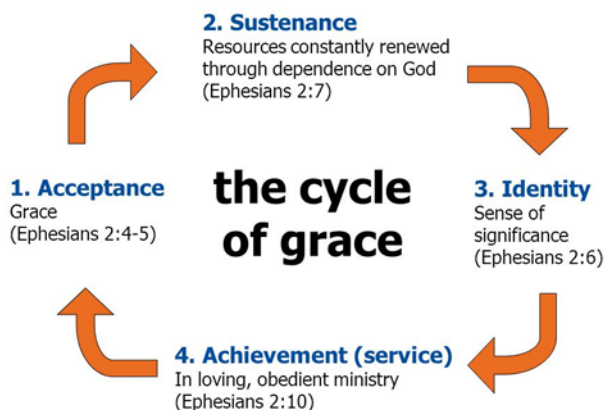 2. Sustenance
Resources constantly renewed
through dependence on God
(Ephesians 2:7)
1. Acceptance
Grace
(Ephesians 2:4-5)
the cycle
of grace
3. Identity
Sense of
significance
(Ephesians 2:6)
4. Achievement (service)
In loving, obedient ministry
(Ephesians 2:10)